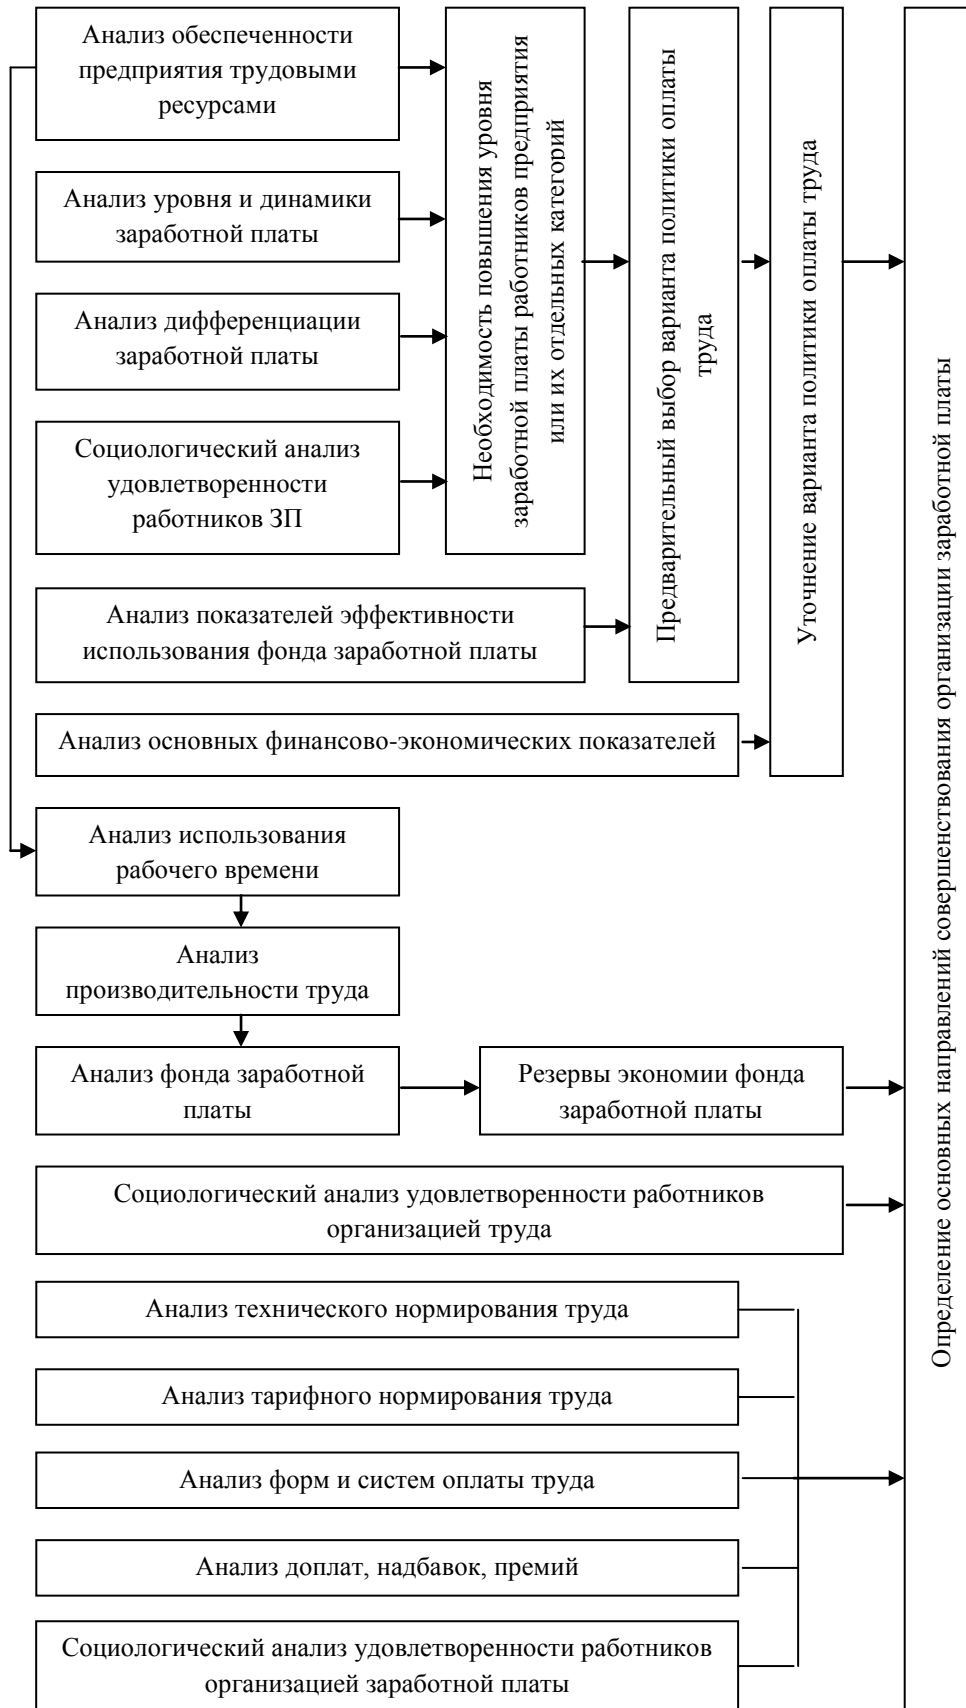 Анализ обеспеченности
предприятия трудовыми
ресурсами
Анализ уровня и динамики
заработной платы
Анализ дифференциации
заработной платы
Социологический анализ
удовлетворенности
работников ЗП
Необходимость повышения уровня
заработной платы работников предприятия
или их отдельных категорий
Предварительный выбор варианта политики оплаты
труда
Уточнение варианта политики оплаты труда
Определение основных направлений совершенствования организации заработной платы
Анализ показателей эффективности
использования фонда заработной платы
Анализ основных финансово-экономических показателей
Анализ использования
рабочего времени
Анализ
производительности труда
Анализ фонда заработной
платы
Резервы экономии фонда
заработной платы
Социологический анализ удовлетворенности работников
организацией труда
Анализ технического нормирования труда
Анализ тарифного нормирования труда
Анализ форм и систем оплаты труда
Анализ доплат, надбавок, премий
Социологический анализ удовлетворенности работников
организацией заработной платы